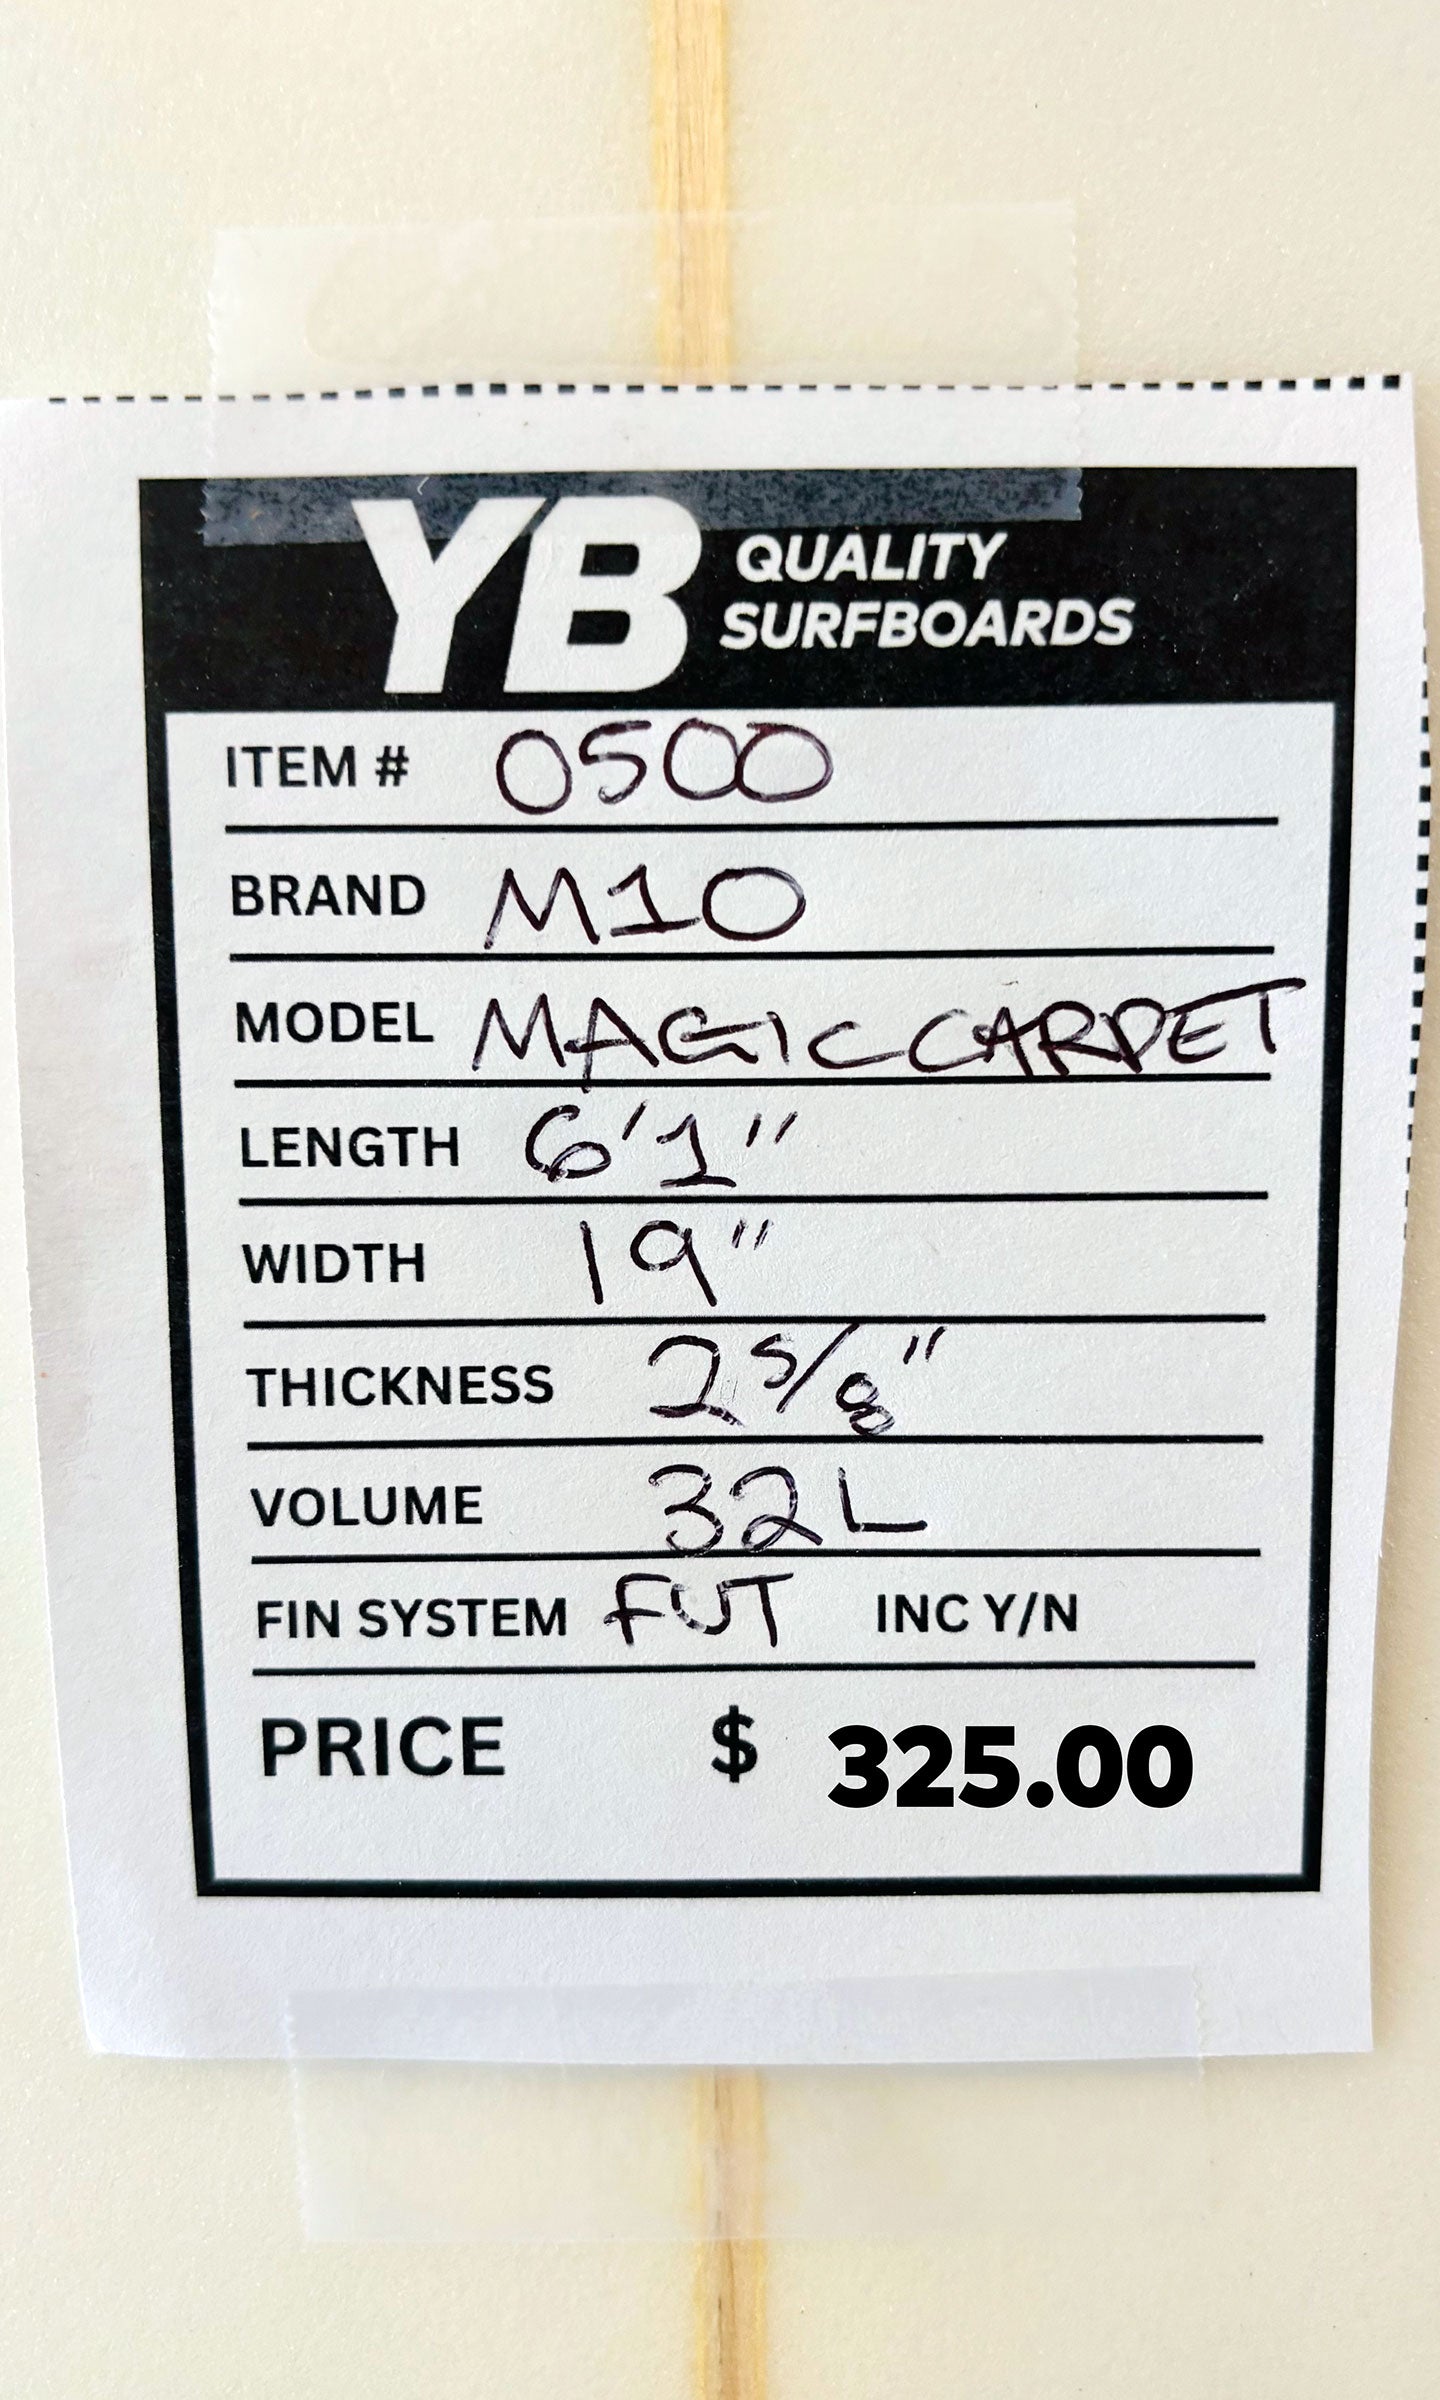 YB QUALITY
SURFBOARDS
ITEM # 0500
BRAND M10
MODEL MAGIC CARPET
LENGTH 6'1"
WIDTH 19"
THICKNESS 2 5/8"
VOLUME 32L
FIN SYSTEM FUT INC Y/N
PRICE $ 325.00